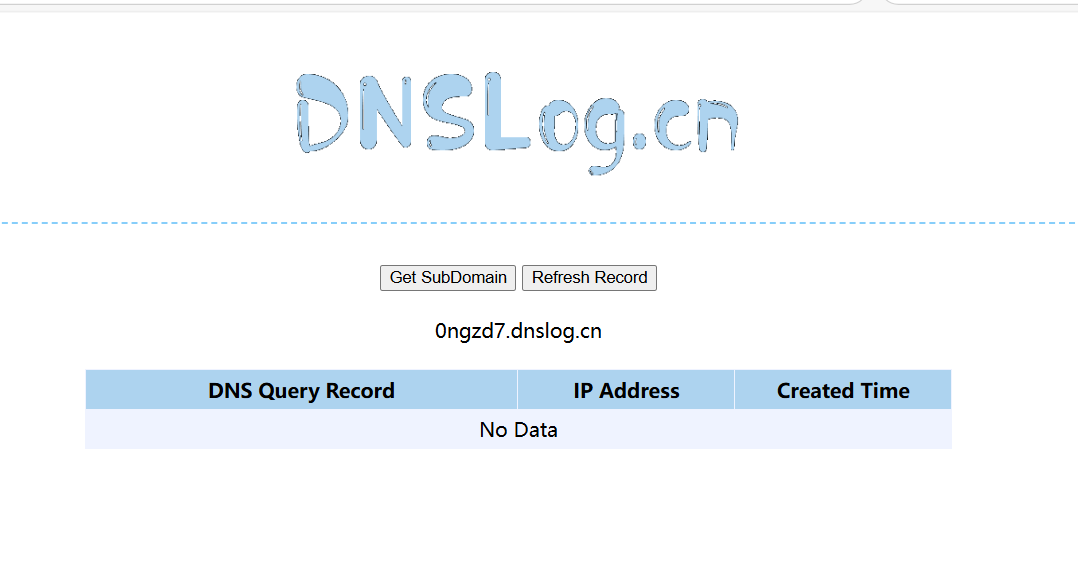 DNSLog.cn
Get SubDomain Refresh Record
0ngzd7.dnslog.cn
DNS Query Record IP Address Created Time
No Data